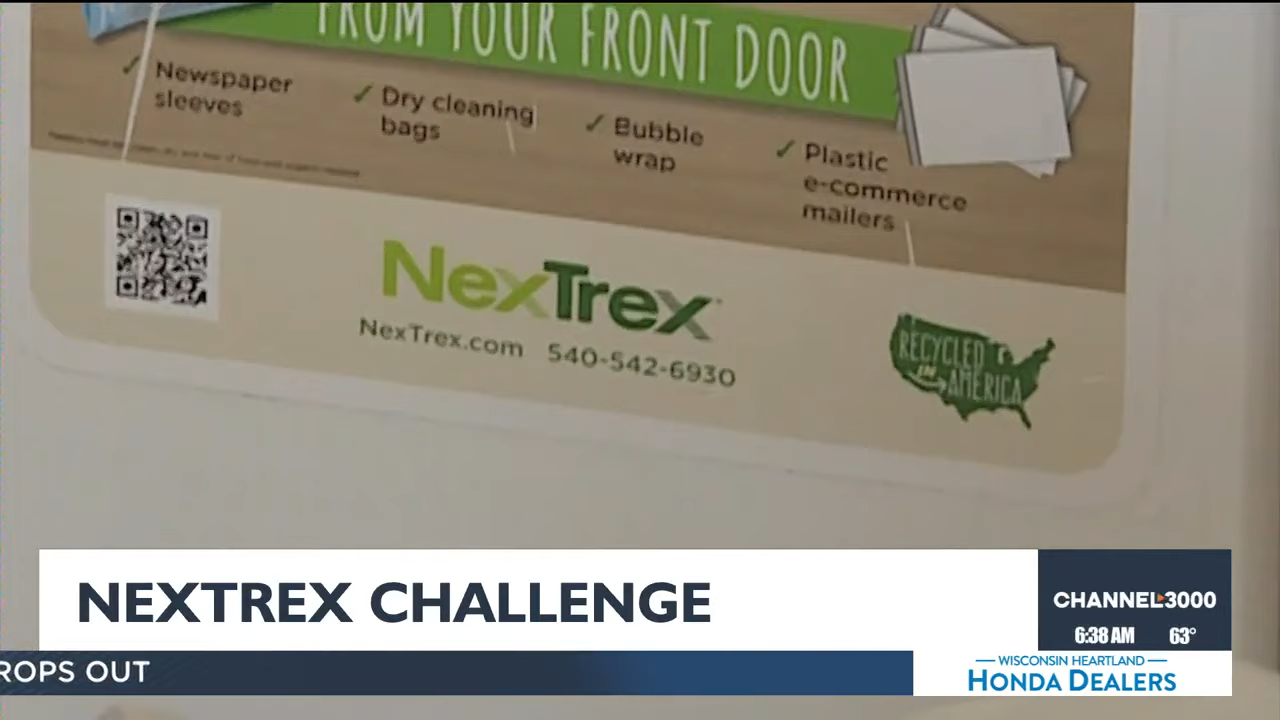 FROM YOUR FRONT DOOR
✓ Newspaper
sleeves
✓ Dry cleaning
bags
✓ Bubble
wrap
✓ Plastic
e-commerce
mailers
NexTrex
NexTrex.com 540-542-6930
RECYCLED
IN
AMERICA
NEXTREX CHALLENGE
CHANNEL3000
6:38 AM 63°
ROPS OUT
WISCONSIN HEARTLAND
HONDA DEALERS